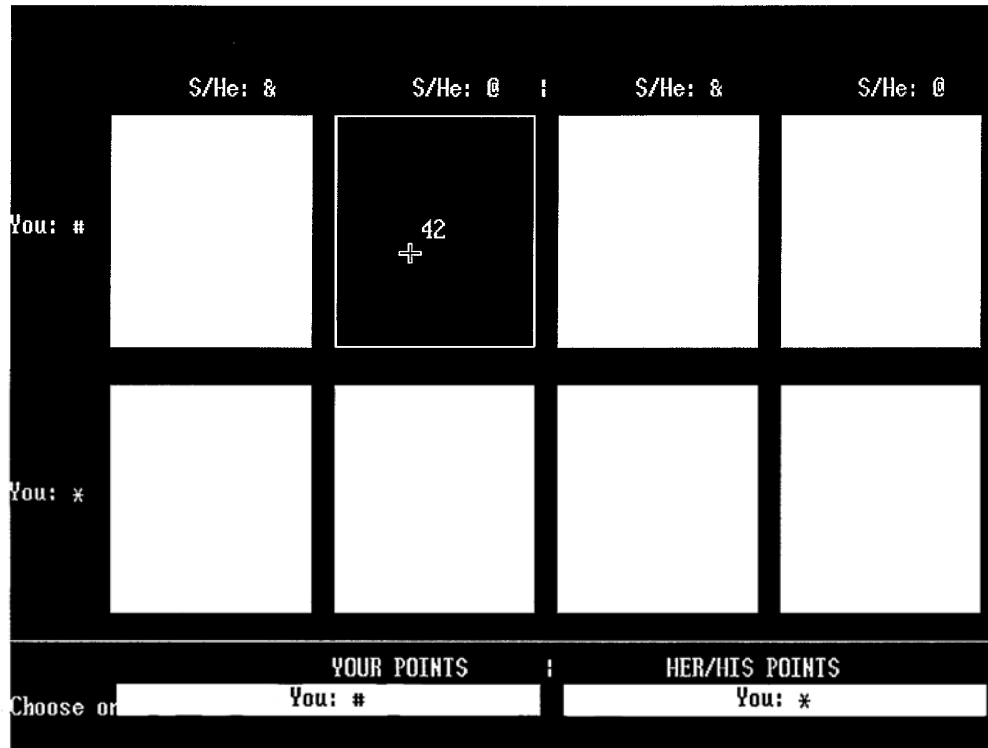 S/He: & S/He: @ ¦ S/He: & S/He: @
You: # 42
You: *
YOUR POINTS ¦ HER/HIS POINTS
Choose or You: # You: *